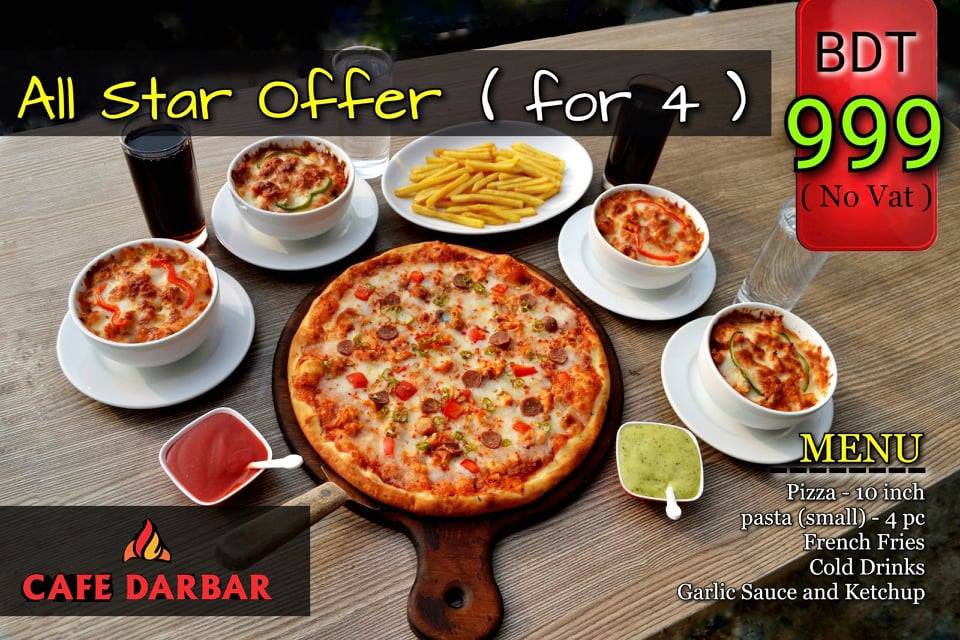 All Star Offer ( for 4 )
BDT
999
( No Vat )
MENU
Pizza - 10 inch
pasta (small) - 4 pc
French Fries
Cold Drinks
Garlic Sauce and Ketchup
CAFE DARBAR